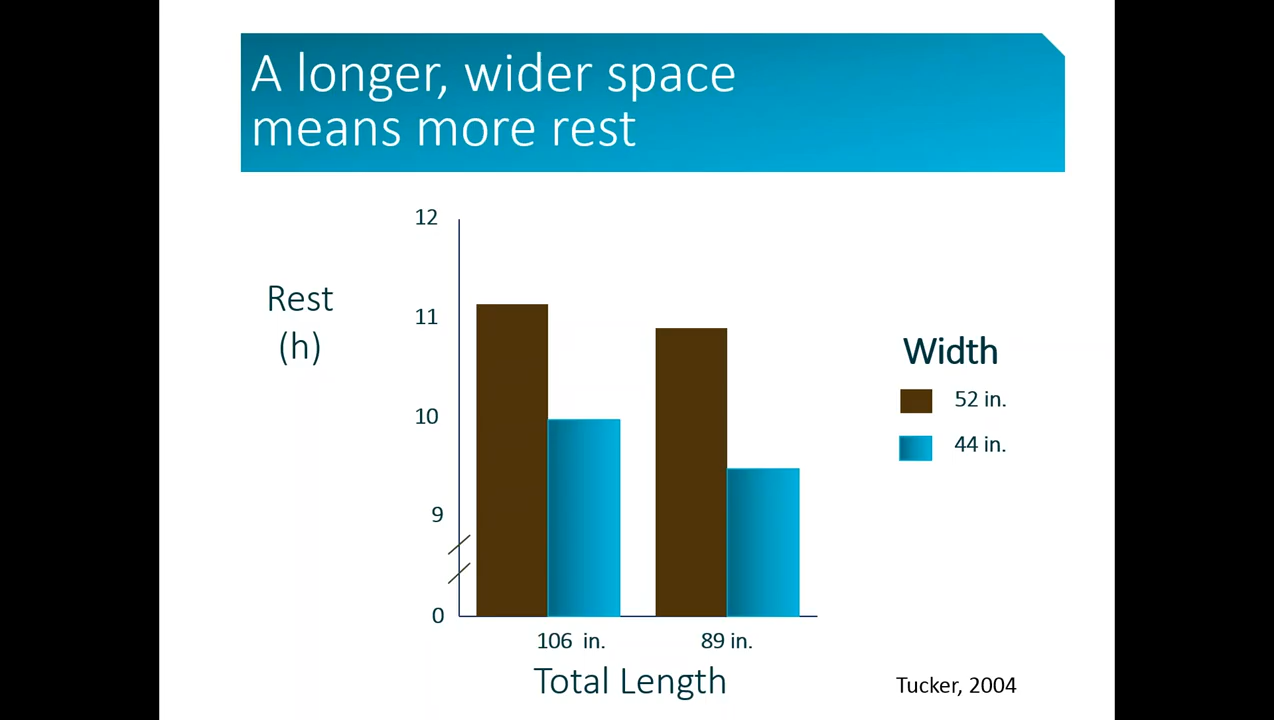 A longer, wider space
means more rest
12
Rest
(h)
11
10
9
0
Width
52 in.
44 in.
106 in.
89 in.
Total Length
Tucker, 2004